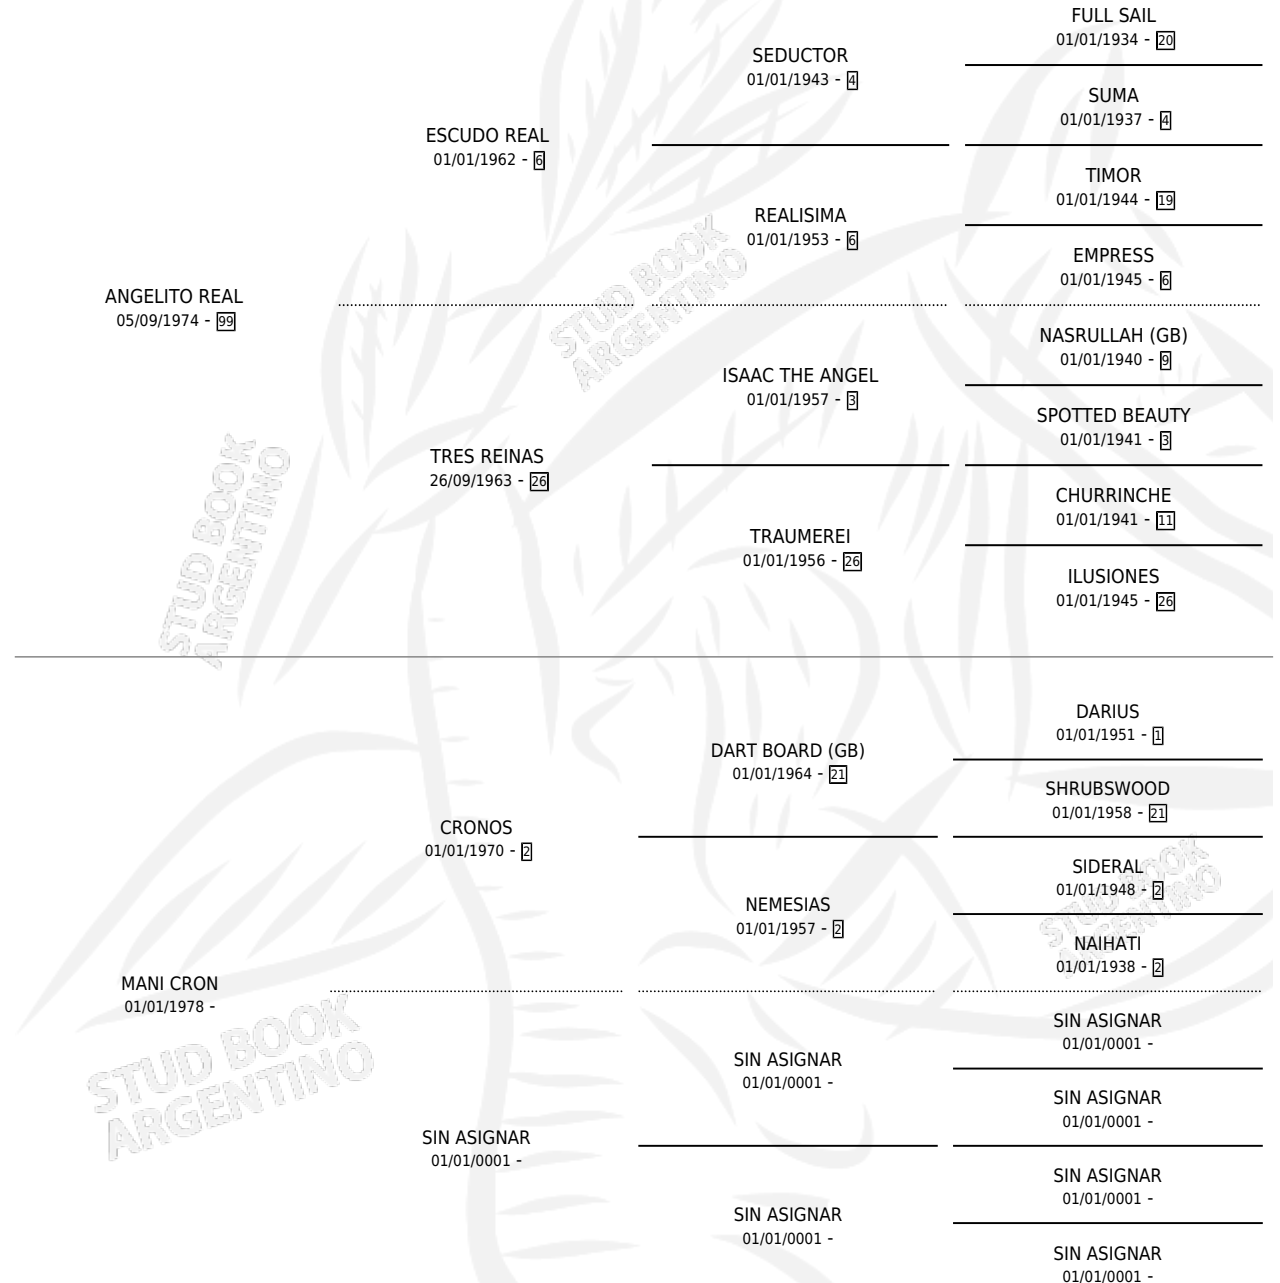 FULL SAIL
01/01/1934 - 20
SEDUCTOR
01/01/1943 - 4
SUMA
01/01/1937 - 4
ESCUDO REAL
01/01/1962 - 6
TIMOR
01/01/1944 - 19
REALISIMA
01/01/1953 - 6
EMPRESS
01/01/1945 - 6
ANGELITO REAL
05/09/1974 - 99
STUD BOOK
ARGENTINO
NASRULLAH (GB)
01/01/1940 - 9
ISAAC THE ANGEL
01/01/1957 - 3
SPOTTED BEAUTY
01/01/1941 - 3
TRES REINAS
26/09/1963 - 26
CHURRINCHE
01/01/1941 - 11
TRAUMEREI
01/01/1956 - 26
ILUSIONES
01/01/1945 - 26
STUD BOOK
ARGENTINO
DARIUS
01/01/1951 - 1
DART BOARD (GB)
01/01/1964 - 21
SHRUBSWOOD
01/01/1958 - 21
CRONOS
01/01/1970 - 2
SIDERAL
01/01/1948 - 2
NEMESIAS
01/01/1957 - 2
STUD BOOK
ARGENTINO
NAIHATI
01/01/1938 - 2
MANI CRON
01/01/1978 -
SIN ASIGNAR
01/01/0001 -
SIN ASIGNAR
01/01/0001 -
STUD BOOK
ARGENTINO
SIN ASIGNAR
01/01/0001 -
SIN ASIGNAR
01/01/0001 -
SIN ASIGNAR
01/01/0001 -
SIN ASIGNAR
01/01/0001 -
SIN ASIGNAR
01/01/0001 -